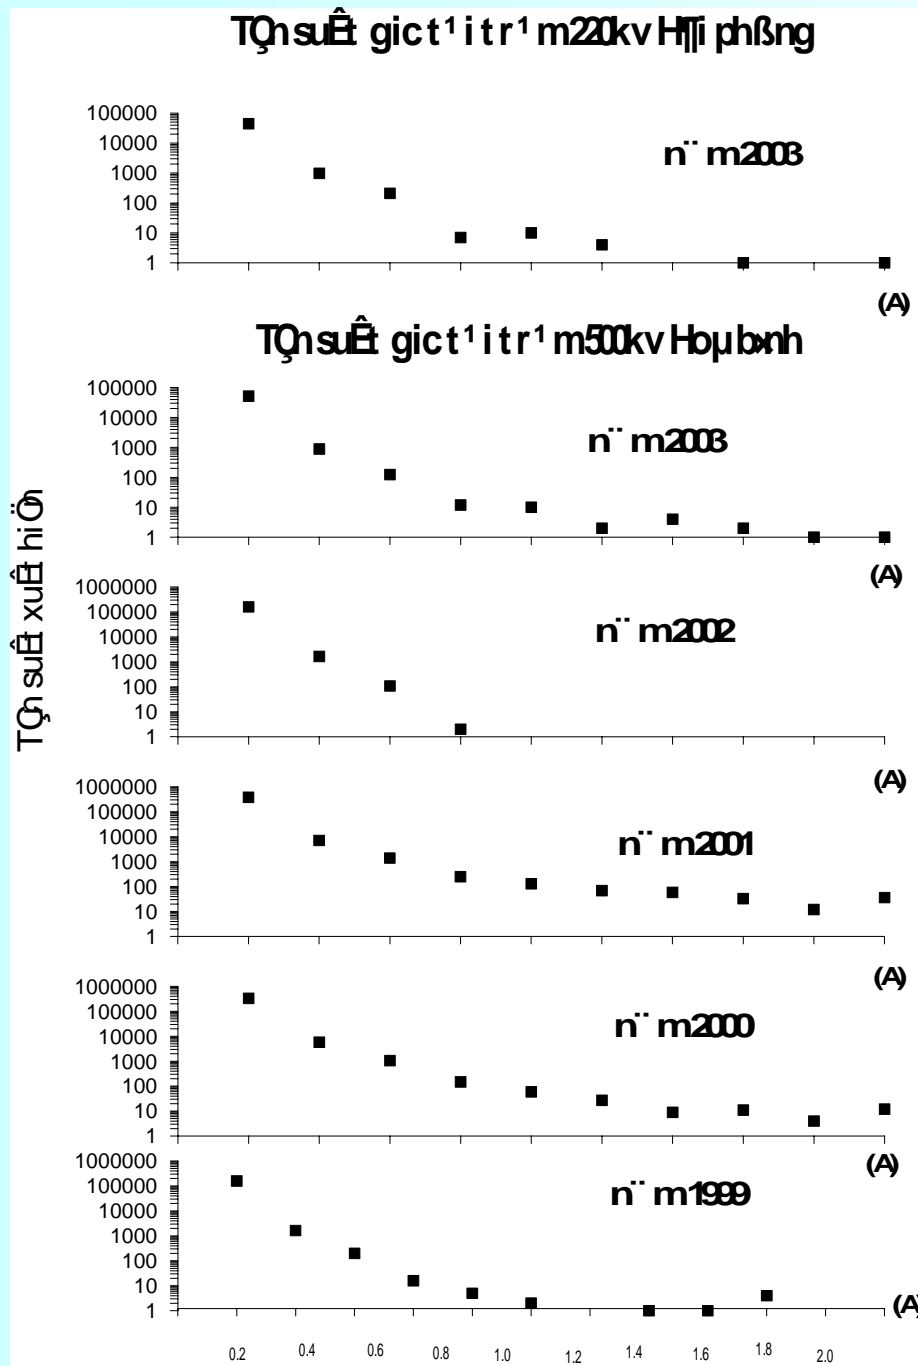 TÇn suÊt gic t¹i tr¹m 220kv H¶i phßng
100000
10000
1000
100
10
1
n¨m 2003
(A)
TÇn suÊt gic t¹i tr¹m 500kv Hoµ b×nh
100000
10000
1000
100
10
1
n¨m 2003
(A)
TÇn suÊt xuÊt hiÖn
1000000
100000
10000
1000
100
10
1
n¨m 2002
(A)
1000000
100000
10000
1000
100
10
1
n¨m 2001
(A)
1000000
100000
10000
1000
100
10
1
n¨m 2000
(A)
1000000
100000
10000
1000
100
10
1
n¨m 1999
(A)
0.2 0.4 0.6 0.8 1.0 1.2 1.4 1.6 1.8 2.0